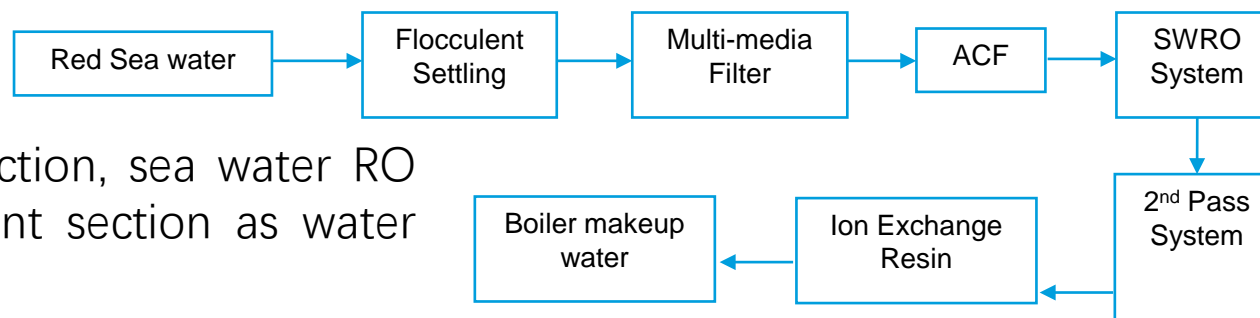 Red Sea water
Flocculent
Settling
Multi-media
Filter
ACF
SWRO
System
ction, sea water RO
nt section as water
2nd Pass
System
Ion Exchange
Resin
Boiler makeup
water